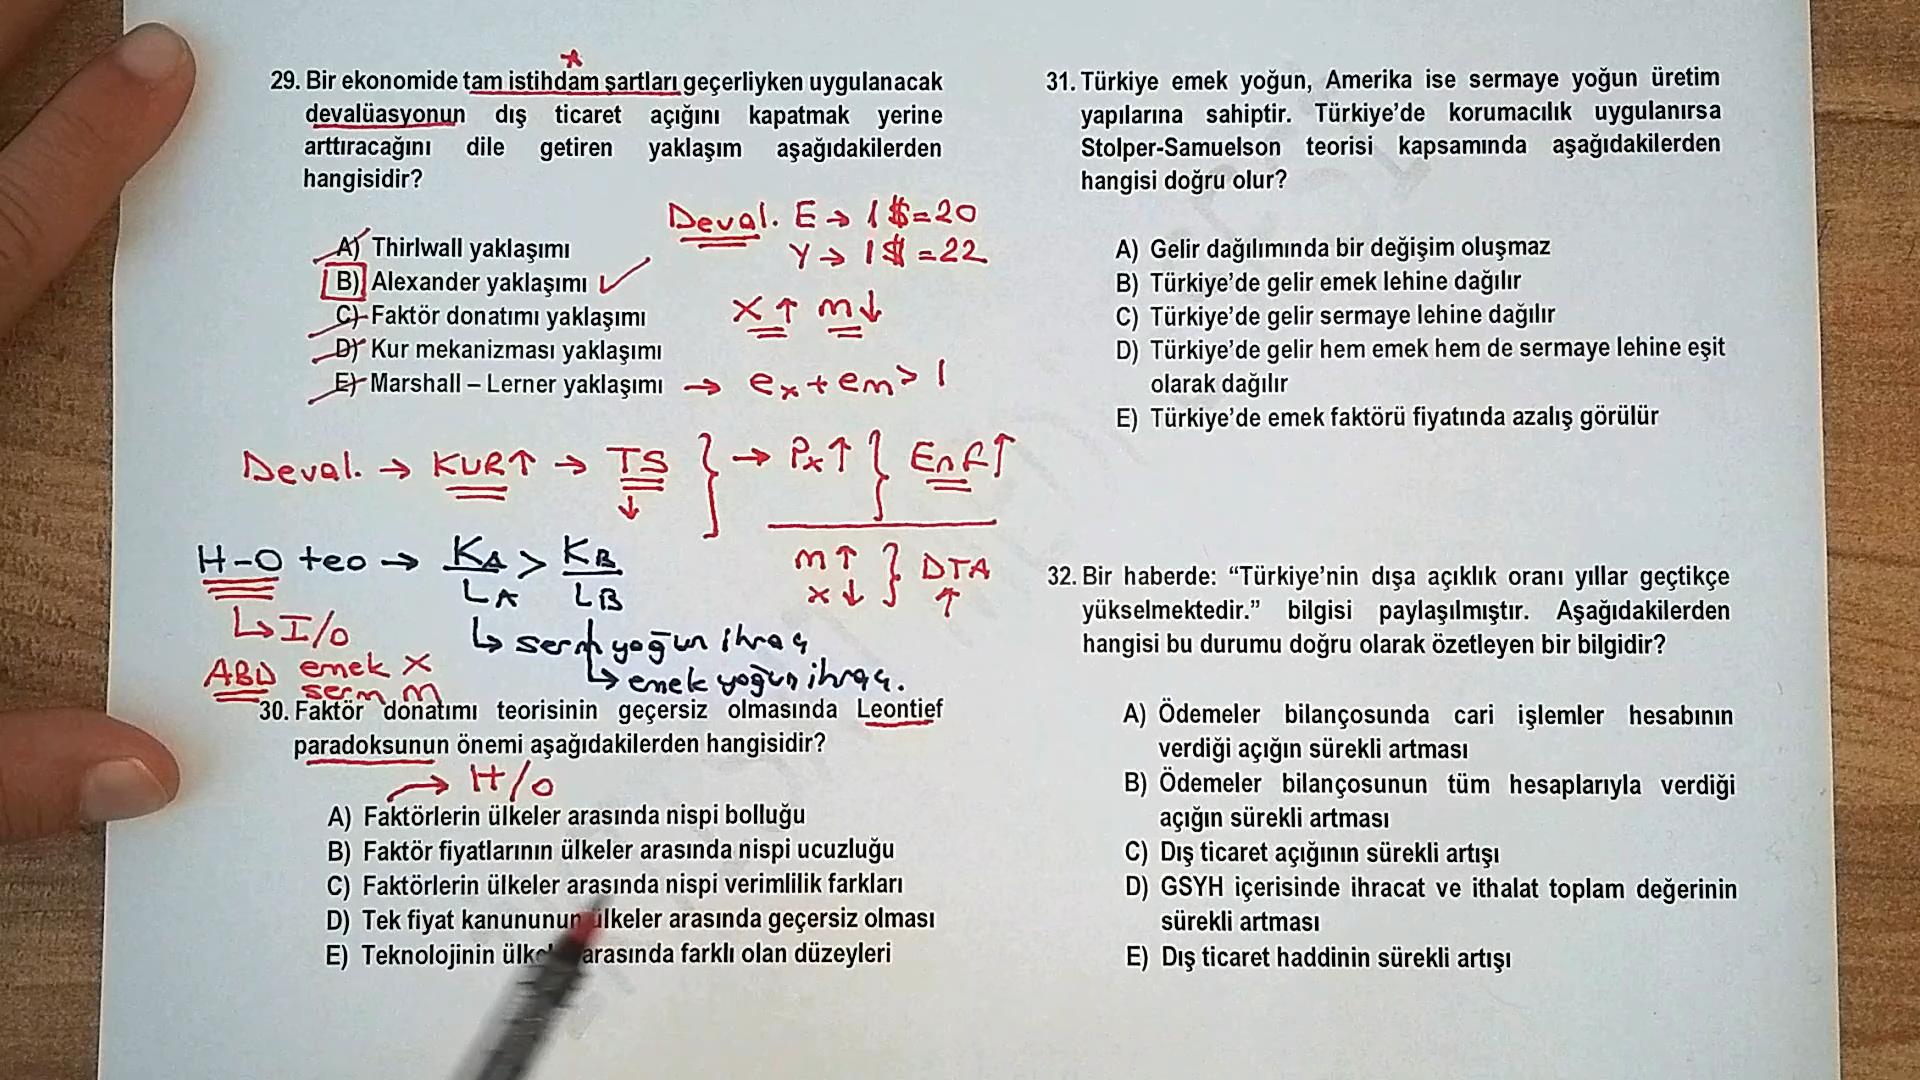 29. Bir ekonomide tam istihdam şartları geçerliyken uygulanacak
devalüasyonun dış ticaret açığını kapatmak yerine
arttıracağını dile getiren yaklaşım aşağıdakilerden
hangisidir?
Deval. E → 1$=20
Y → 1$=22
A) Thirlwall yaklaşımı
B) Alexander yaklaşımı ✓
C) Faktör donatımı yaklaşımı
x↑ m↓
D) Kur mekanizması yaklaşımı
E) Marshall – Lerner yaklaşımı → ex+em>1
Deval. → KUR↑ → TS↓ } → Px↑ } Enf↑
m↑ x↓ } DTA↑
H-O teo → KA/LA > KB/LB
↳ I/O
↳ serm yoğun ihraç
↳ emek yoğun ihraç.
ABD emek x
serm m
30. Faktör donatımı teorisinin geçersiz olmasında Leontief
paradoksunun önemi aşağıdakilerden hangisidir?
→ H/O
A) Faktörlerin ülkeler arasında nispi bolluğu
B) Faktör fiyatlarının ülkeler arasında nispi ucuzluğu
C) Faktörlerin ülkeler arasında nispi verimlilik farkları
D) Tek fiyat kanununun ülkeler arasında geçersiz olması
E) Teknolojinin arasında farklı olan düzeyleri
31. Türkiye emek yoğun, Amerika ise sermaye yoğun üretim
yapılarına sahiptir. Türkiye’de korumacılık uygulanırsa
Stolper-Samuelson teorisi kapsamında aşağıdakilerden
hangisi doğru olur?
A) Gelir dağılımında bir değişim oluşmaz
B) Türkiye’de gelir emek lehine dağılır
C) Türkiye’de gelir sermaye lehine dağılır
D) Türkiye’de gelir hem emek hem de sermaye lehine eşit
olarak dağılır
E) Türkiye’de emek faktörü fiyatında azalış görülür
32. Bir haberde: “Türkiye’nin dışa açıklık oranı yıllar geçtikçe
yükselmektedir.” bilgisi paylaşılmıştır. Aşağıdakilerden
hangisi bu durumu doğru olarak özetleyen bir bilgidir?
A) Ödemeler bilançosunda cari işlemler hesabının
verdiği açığın sürekli artması
B) Ödemeler bilançosunun tüm hesaplarıyla verdiği
açığın sürekli artması
C) Dış ticaret açığının sürekli artışı
D) GSYH içerisinde ihracat ve ithalat toplam değerinin
sürekli artması
E) Dış ticaret haddinin sürekli artışı